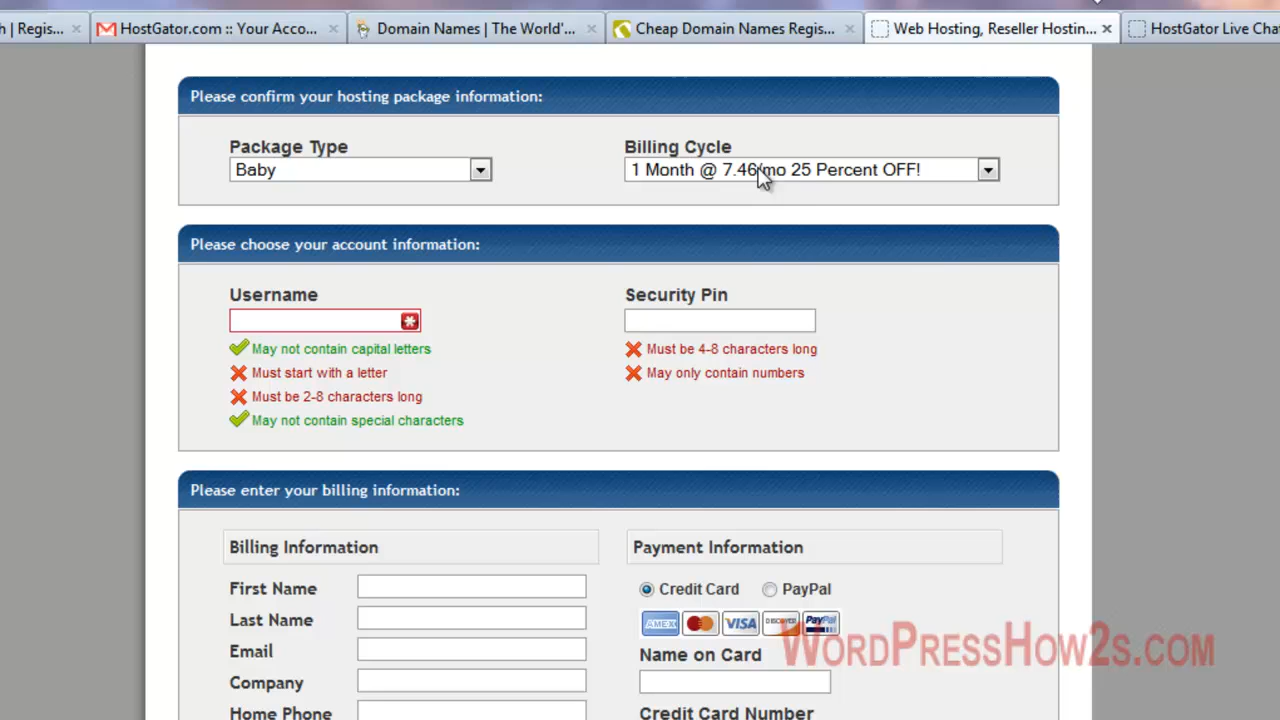 h | Regis...
HostGator.com :: Your Acco...
Domain Names | The World'...
Cheap Domain Names Regis...
Web Hosting, Reseller Hostin...
HostGator Live Chat
Please confirm your hosting package information:
Package Type
Billing Cycle
Baby
1 Month @ 7.46/mo 25 Percent OFF!
Please choose your account information:
Username
Security Pin
May not contain capital letters
Must be 4-8 characters long
Must start with a letter
May only contain numbers
Must be 2-8 characters long
May not contain special characters
Please enter your billing information:
Billing Information
Payment Information
First Name
Credit Card
PayPal
Last Name
AMEX
VISA
DISCOVER
PayPal
WordPressHow2s.com
Email
Name on Card
Company
Home Phone
Credit Card Number